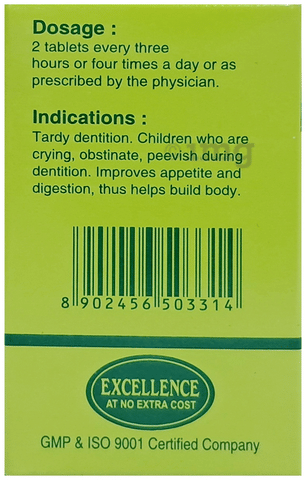 Dosage :
2 tablets every three
hours or four times a day or as
prescribed by the physician.
Indications :
Tardy dentition. Children who are
crying, obstinate, peevish during
dentition. Improves appetite and
digestion, thus helps build body.
8 902456 503314
EXCELLENCE
AT NO EXTRA COST
GMP & ISO 9001 Certified Company